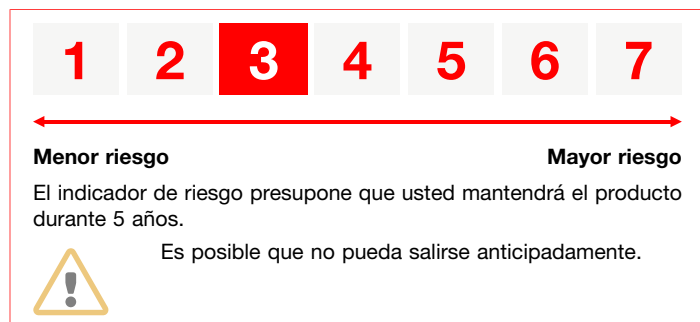 1 2 3 4 5 6 7
Menor riesgo Mayor riesgo
El indicador de riesgo presupone que usted mantendrá el producto
durante 5 años.
Es posible que no pueda salirse anticipadamente.